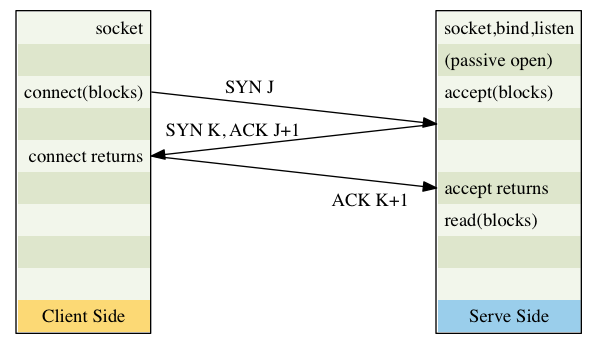 socket
connect(blocks)
connect returns
Client Side
SYN J
SYN K, ACK J+1
ACK K+1
socket,bind,listen
(passive open)
accept(blocks)
accept returns
read(blocks)
Serve Side